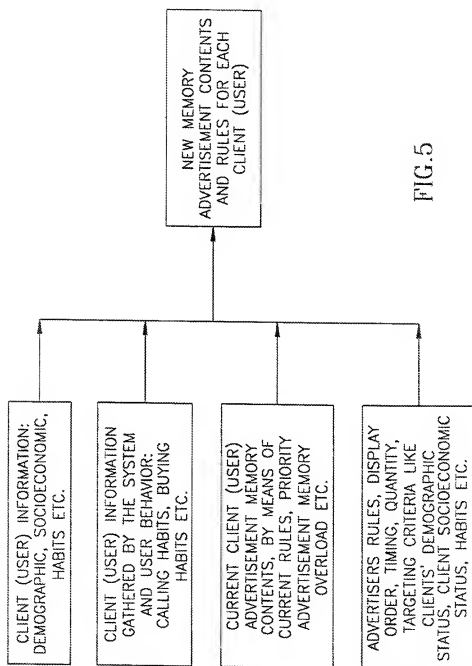 CLIENT (USER) INFORMATION:
DEMOGRAPHIC, SOCIOECONOMIC,
HABITS ETC.
CLIENT (USER) INFORMATION
GATHERED BY THE SYSTEM
AND USER BEHAVIOR:
CALLING HABITS, BUYING
HABITS ETC.
CURRENT CLIENT (USER)
ADVERTISEMENT MEMORY
CONTENTS, BY MEANS OF
CURRENT RULES, PRIORITY
ADVERTISEMENT MEMORY
OVERLOAD ETC.
ADVERTISERS RULES, DISPLAY
ORDER, TIMING, QUANTITY,
TARGETING CRITERIA LIKE
CLIENTS' DEMOGRAPHIC
STATUS, CLIENT SOCIOECONOMIC
STATUS, HABITS ETC.
NEW MEMORY
ADVERTISEMENT CONTENTS
AND RULES FOR EACH
CLIENT (USER)
FIG.5